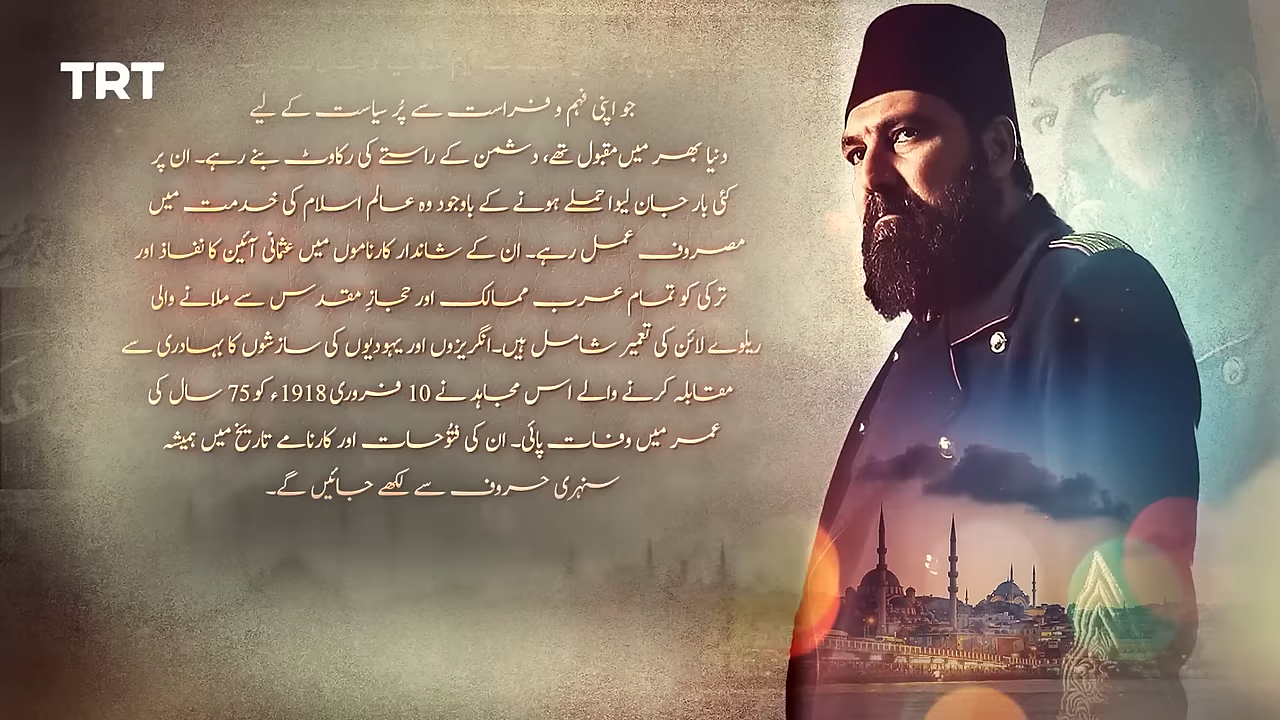 TRT
جو اپنی فہم و فراست سے پُر سیاست کے لیے
دنیا بھر میں مقبول تھے، دشمن کے راستے کی رکاوٹ بنے رہے۔ ان پر
کئی بار جان لیوا حملے ہونے کے باوجود وہ عالم اسلام کی خدمت میں
مصروف عمل رہے۔ ان کے شاندار کارناموں میں عثمانی آئین کا نفاذ اور
ترکی کو تمام عرب ممالک اور حجازِ مقدس سے ملانے والی
ریلوے لائن کی تعمیر شامل ہیں۔انگریزوں اور یہودیوں کی سازشوں کا بہادری سے
مقابلہ کرنے والے اس مجاہد نے 10 فروری 1918ء کو 75 سال کی
عمر میں وفات پائی۔ ان کی فتُوحات اور کارنامے تاریخ میں ہمیشہ
سنہری حروف سے لکھے جائیں گے۔